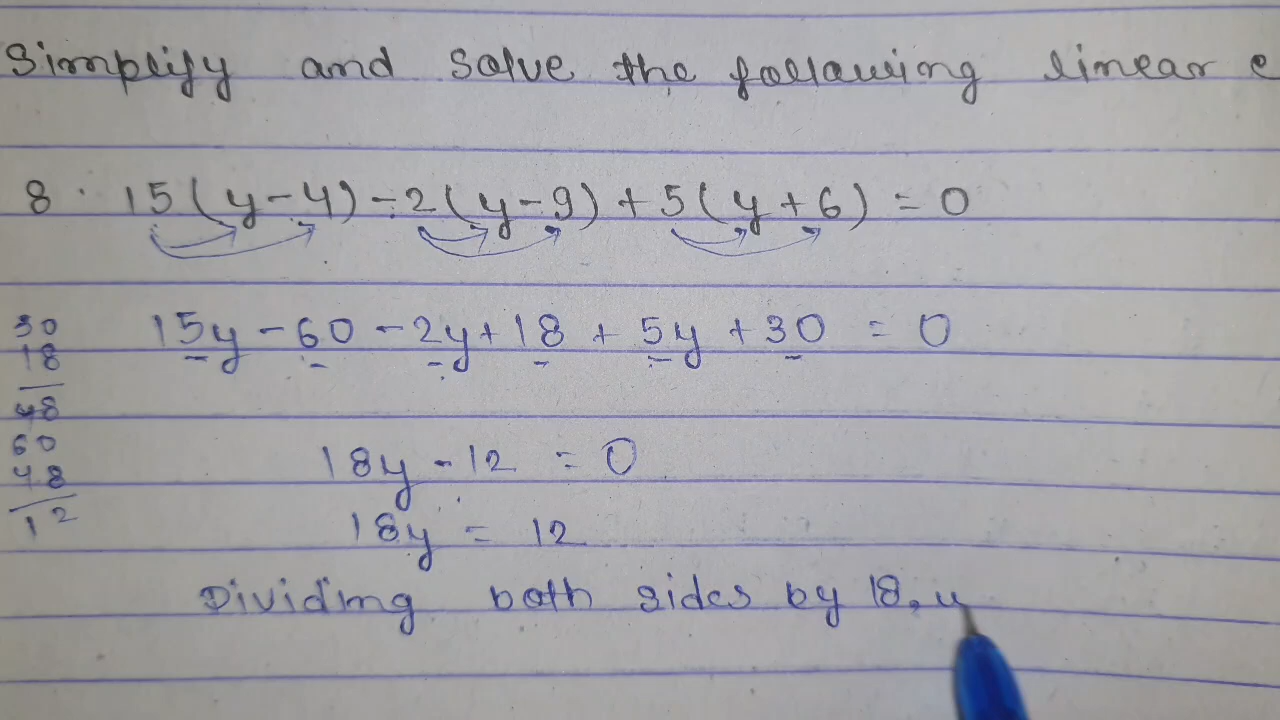 Simplify and solve the following linear e
8. 15(y-4)-2(y-9)+5(y+6)=0
15y-60-2y+18+5y+30=0
30
18
48
60
48
12
18y-12=0
18y=12
Dividing both sides by 18,